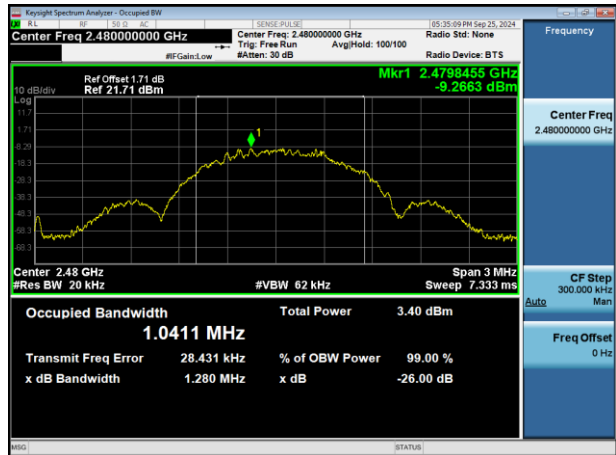 Keysight Spectrum Analyzer - Occupied BW
RL RF 50 Ω AC SENSE:PULSE 05:35:09 PM Sep 25, 2024
Center Freq 2.480000000 GHz Center Freq: 2.480000000 GHz Radio Std: None Frequency
Trig: Free Run Avg|Hold: 100/100
#IFGain:Low #Atten: 30 dB Radio Device: BTS
Ref Offset 1.71 dB Mkr1 2.4798455 GHz
10 dB/div Ref 21.71 dBm -9.2663 dBm
Log
11.7
1.71
-8.29
-18.3
-28.3
-38.3
-48.3
-58.3
-68.3
1
Center 2.48 GHz Span 3 MHz
#Res BW 20 kHz #VBW 62 kHz Sweep 7.333 ms
Occupied Bandwidth Total Power 3.40 dBm
1.0411 MHz
Transmit Freq Error 28.431 kHz % of OBW Power 99.00 %
x dB Bandwidth 1.280 MHz x dB -26.00 dB
Center Freq
2.480000000 GHz
CF Step
300.000 kHz
Auto Man
Freq Offset
0 Hz
MSG STATUS